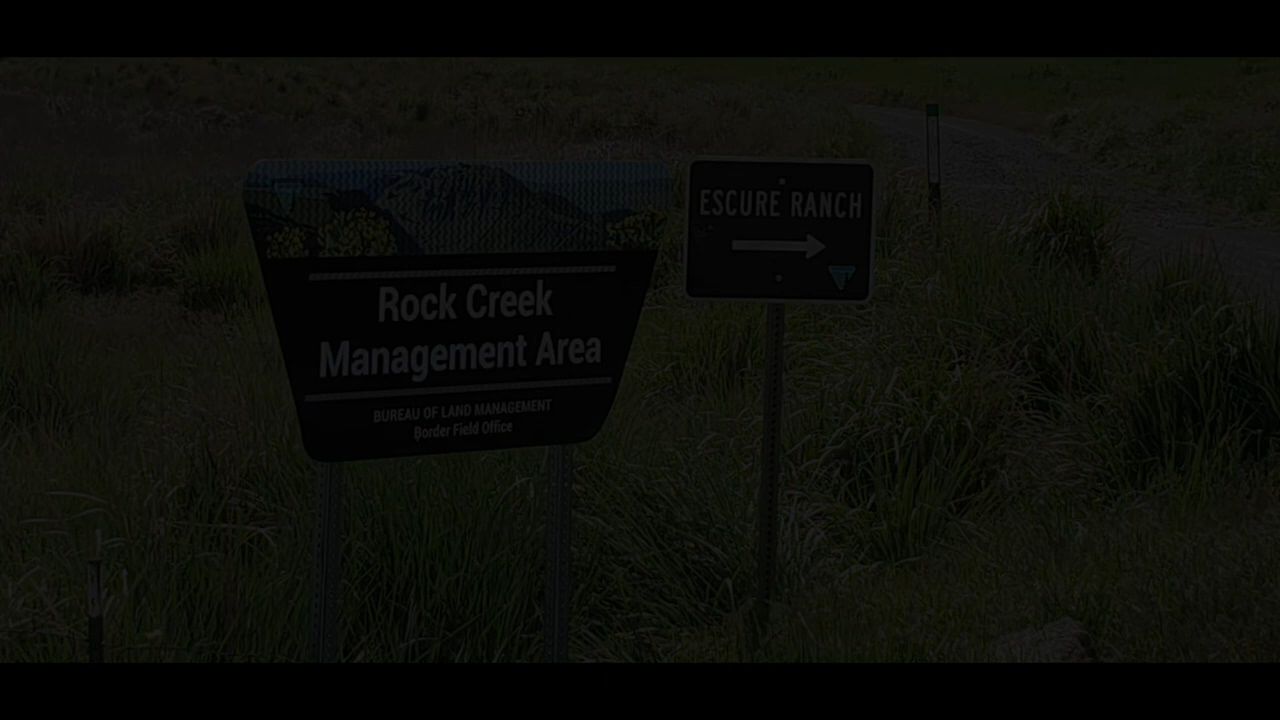 Rock Creek
Management Area
BUREAU OF LAND MANAGEMENT
Border Field Office
ESCURE RANCH